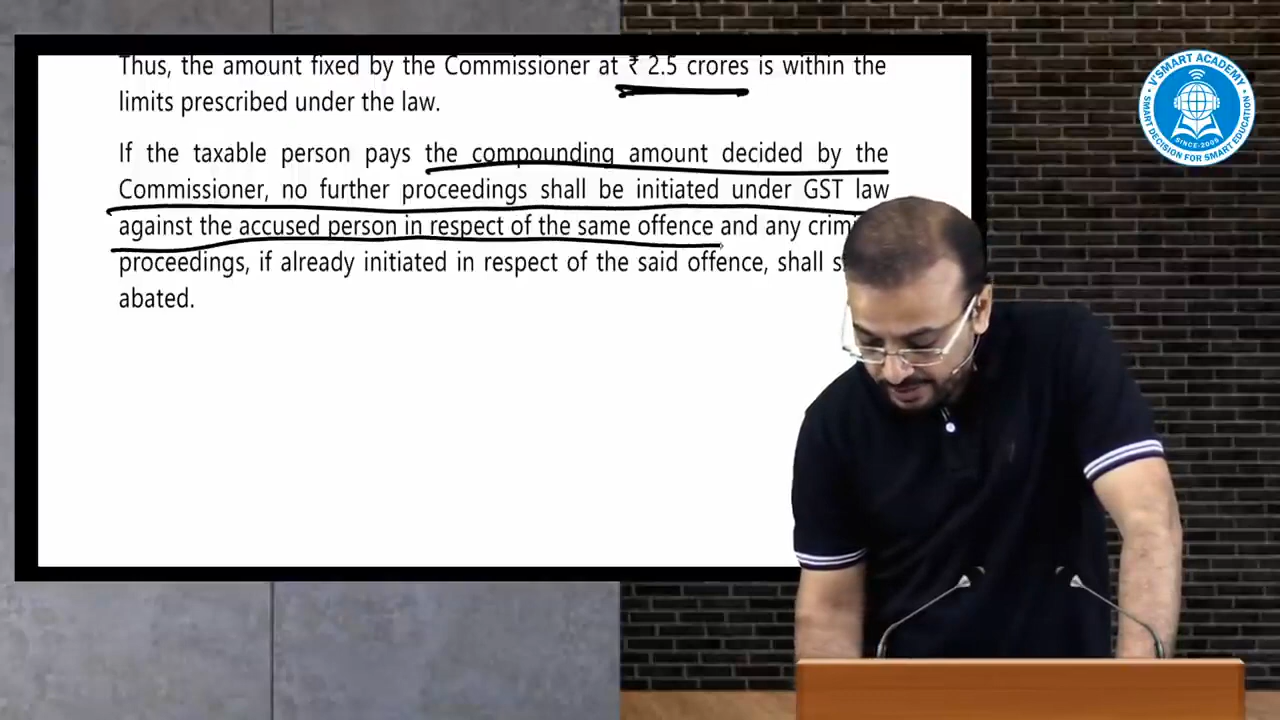 Thus, the amount fixed by the Commissioner at ₹ 2.5 crores is within the
limits prescribed under the law.
If the taxable person pays the compounding amount decided by the
Commissioner, no further proceedings shall be initiated under GST law
against the accused person in respect of the same offence and any
proceedings, if already initiated in respect of the said offence, shall
abated.
V'SMART ACADEMY
SINCE-2009
SMART DECISION FOR SMART EDUCATION